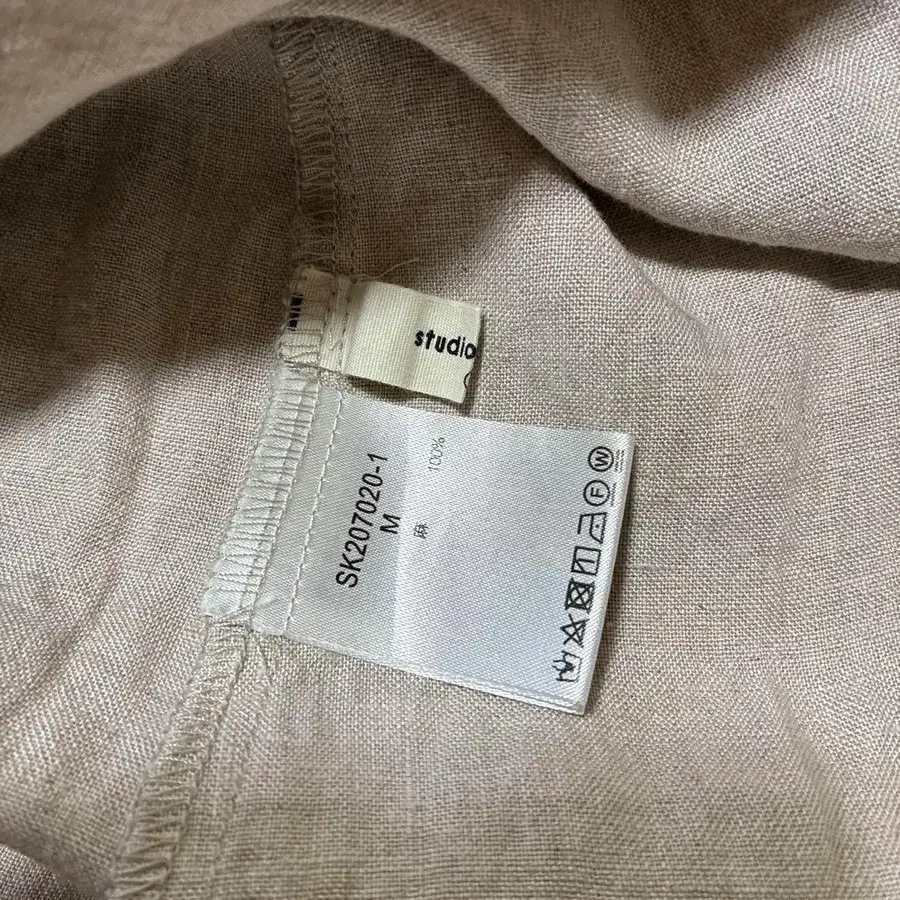 studio
SK207020-1
M
麻 100%
W
F